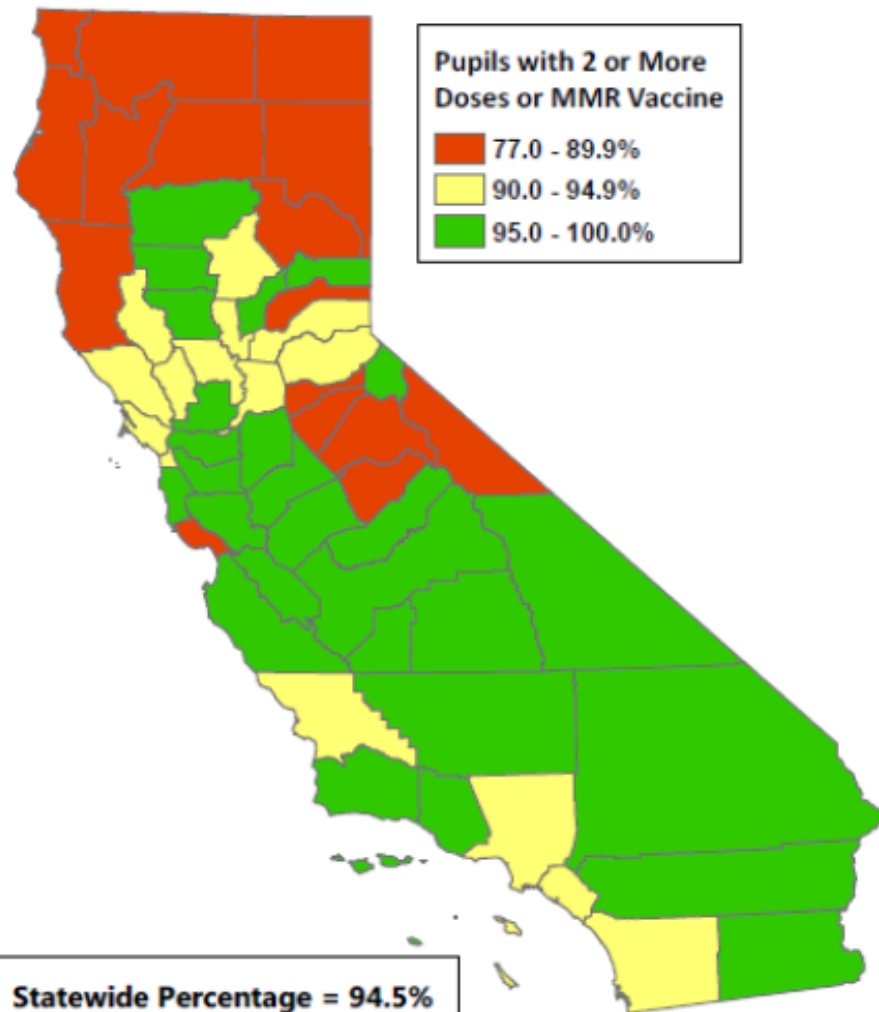 Pupils with 2 or More
Doses or MMR Vaccine
77.0 - 89.9%
90.0 - 94.9%
95.0 - 100.0%
Statewide Percentage = 94.5%